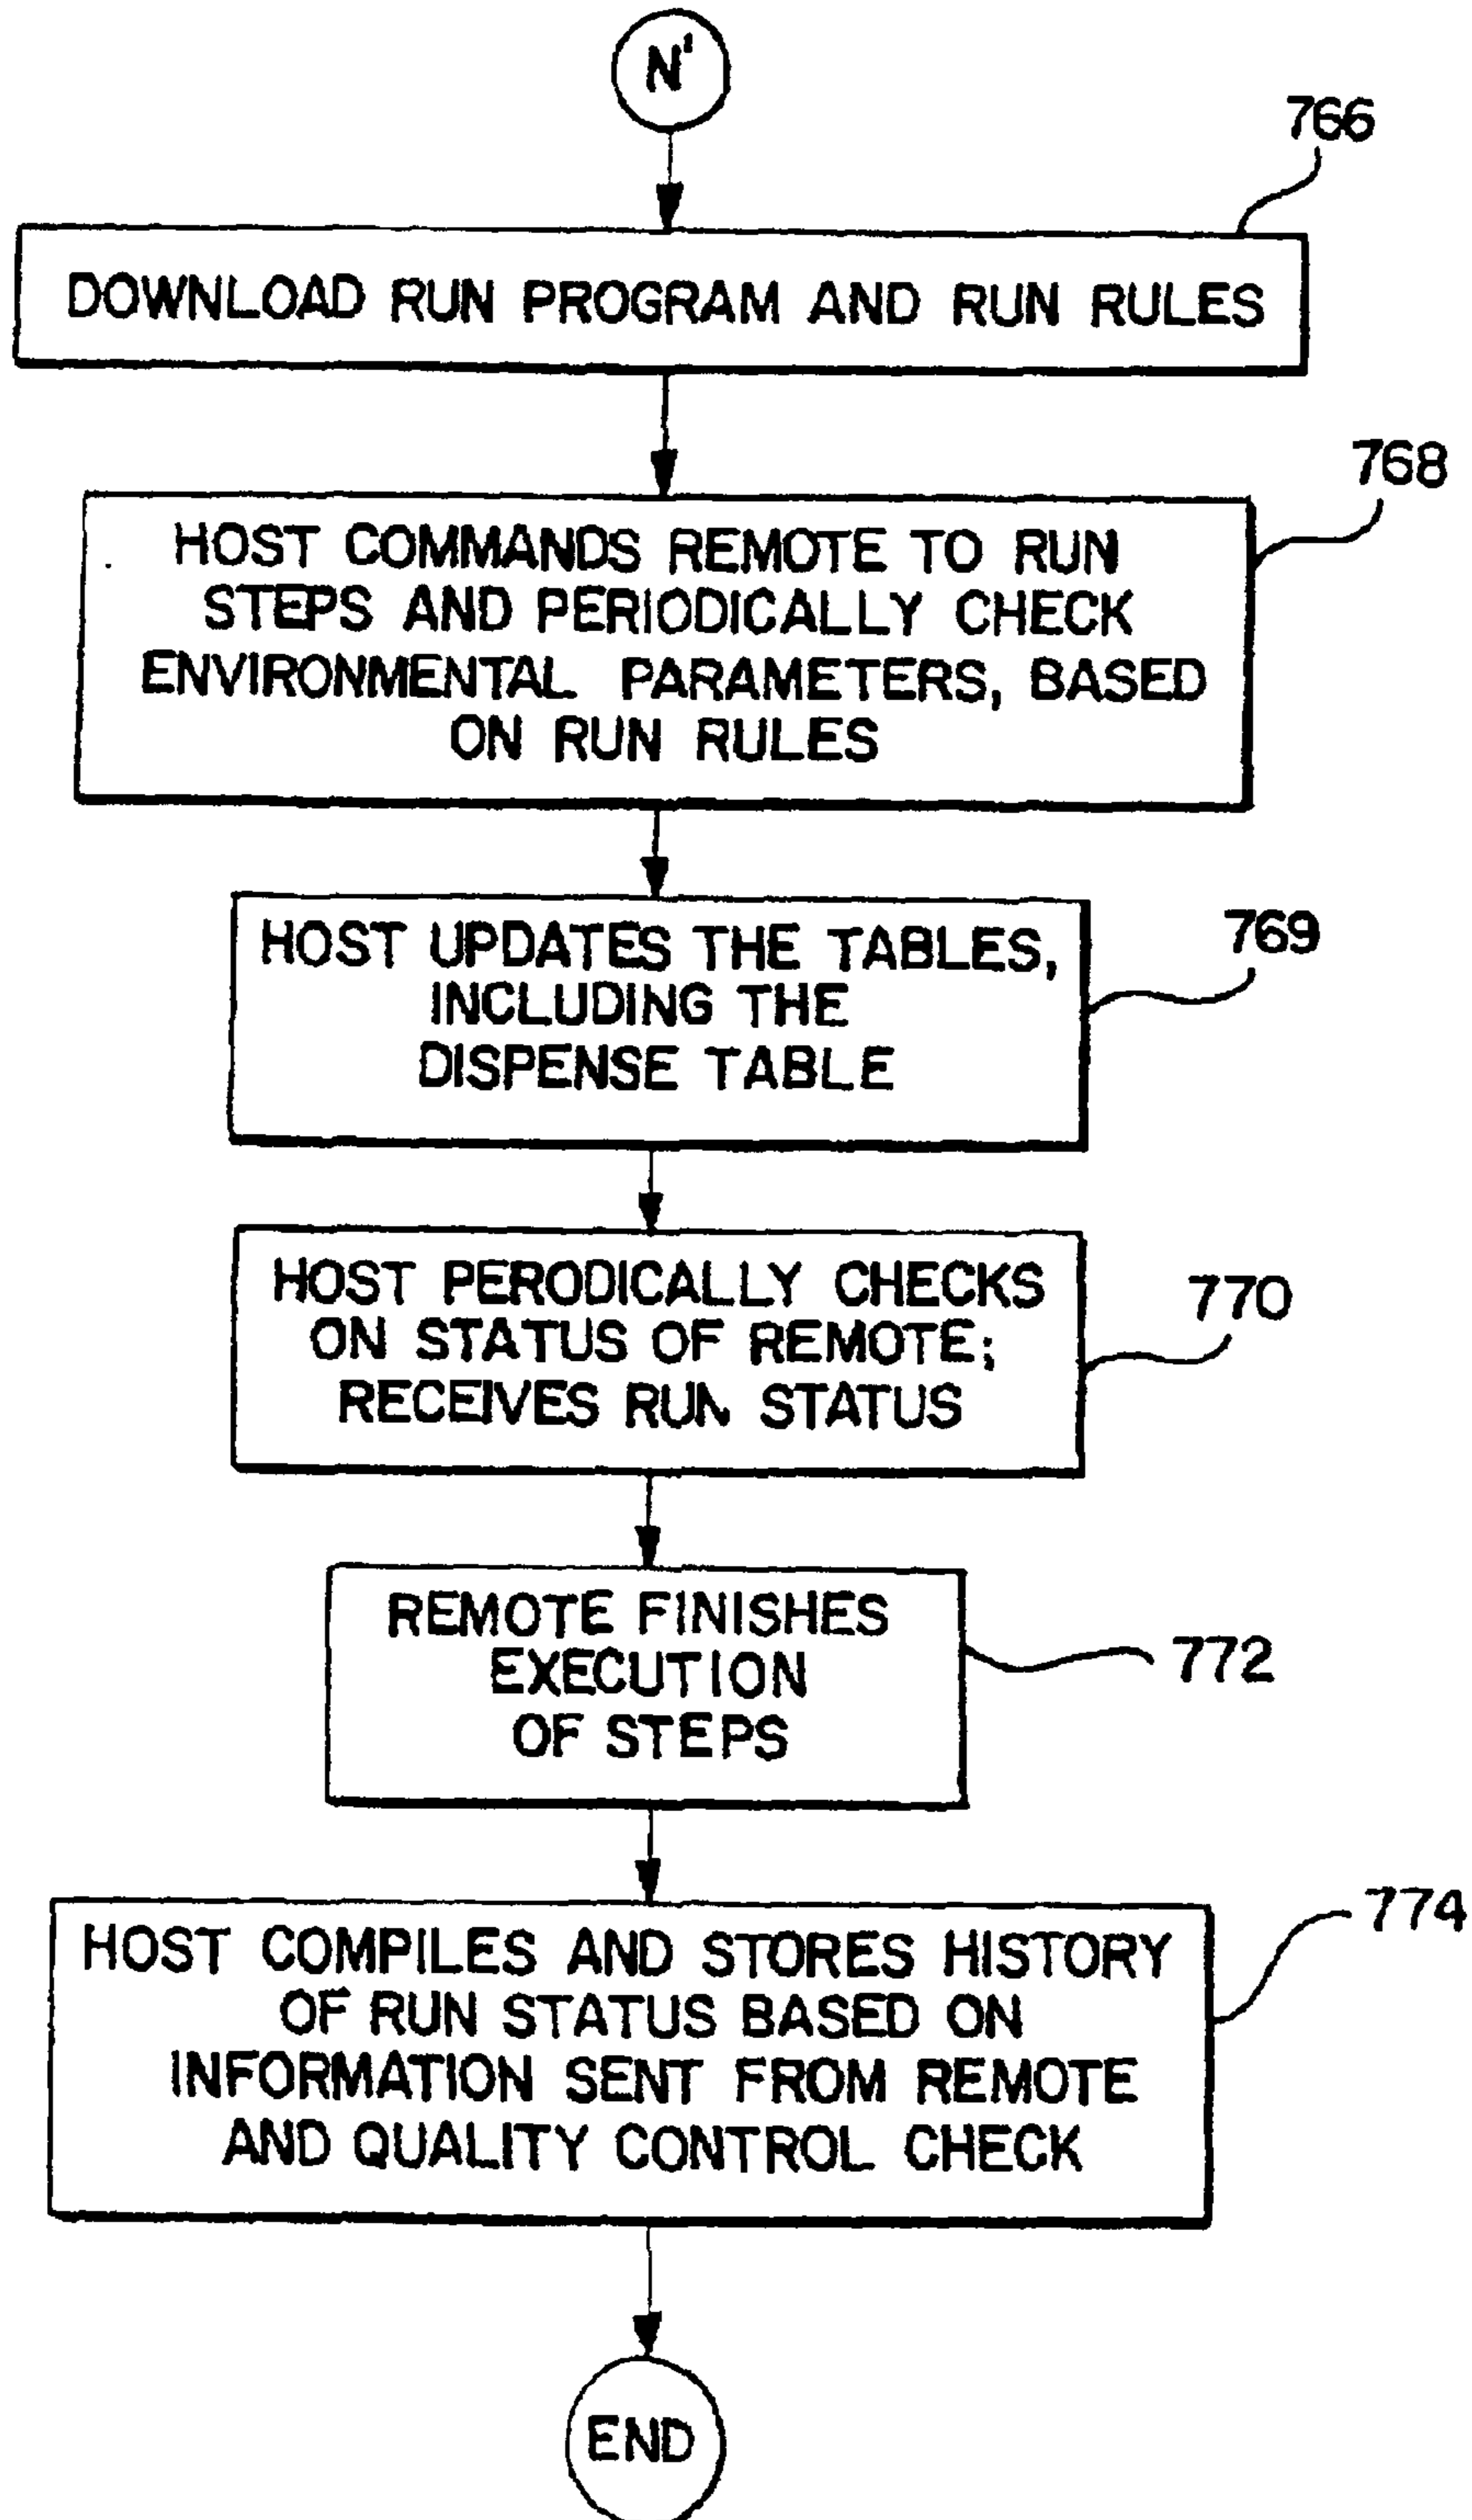 N'
766
DOWNLOAD RUN PROGRAM AND RUN RULES
768
HOST COMMANDS REMOTE TO RUN
STEPS AND PERIODICALLY CHECK
ENVIRONMENTAL PARAMETERS, BASED
ON RUN RULES
769
HOST UPDATES THE TABLES,
INCLUDING THE
DISPENSE TABLE
770
HOST PERODICALLY CHECKS
ON STATUS OF REMOTE;
RECEIVES RUN STATUS
REMOTE FINISHES
EXECUTION
OF STEPS
772
774
HOST COMPILES AND STORES HISTORY
OF RUN STATUS BASED ON
INFORMATION SENT FROM REMOTE
AND QUALITY CONTROL CHECK
END